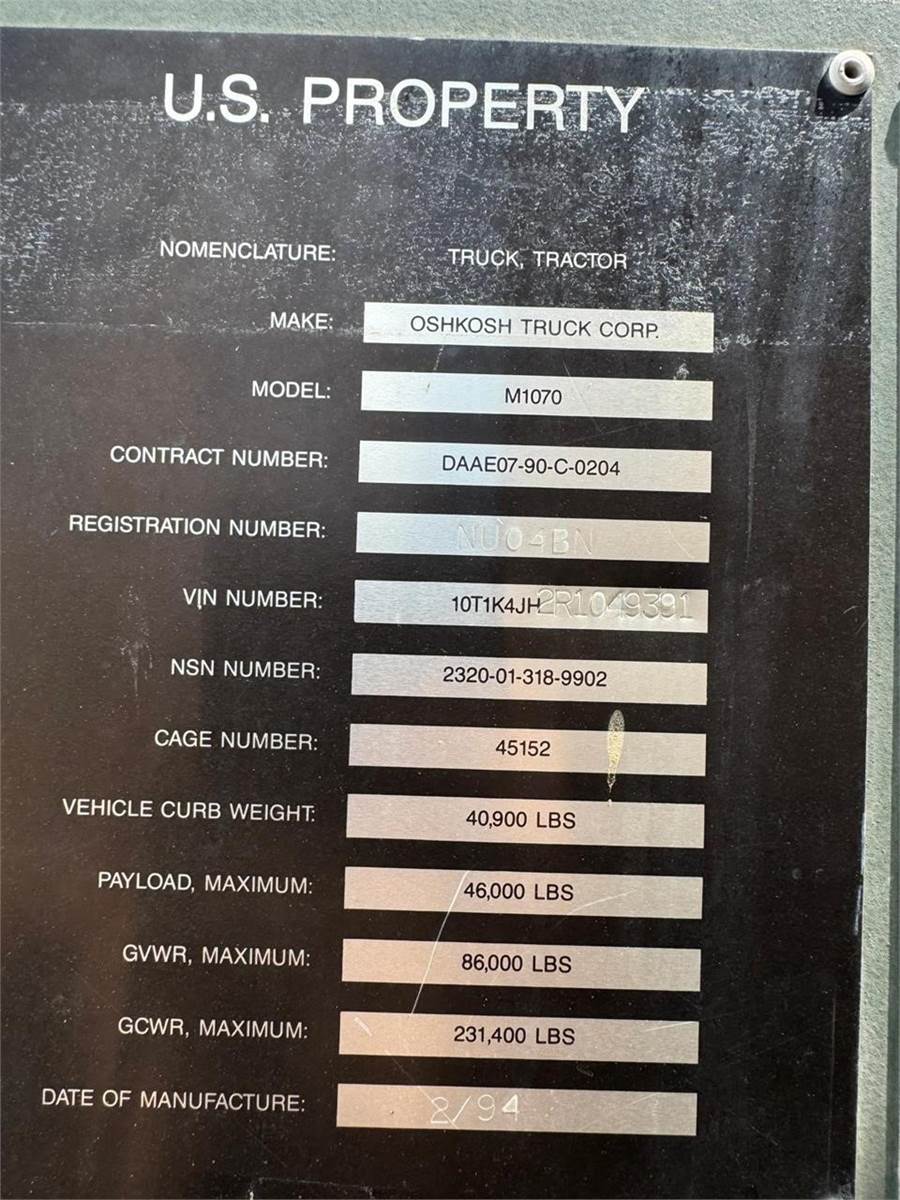 U.S. PROPERTY
NOMENCLATURE: TRUCK, TRACTOR
MAKE: OSHKOSH TRUCK CORP.
MODEL: M1070
CONTRACT NUMBER: DAAE07-90-C-0204
REGISTRATION NUMBER: NU04BN
VIN NUMBER: 10T1K4JH2R1049391
NSN NUMBER: 2320-01-318-9902
CAGE NUMBER: 45152
VEHICLE CURB WEIGHT: 40,900 LBS
PAYLOAD, MAXIMUM: 46,000 LBS
GVWR, MAXIMUM: 86,000 LBS
GCWR, MAXIMUM: 231,400 LBS
DATE OF MANUFACTURE: 2/94